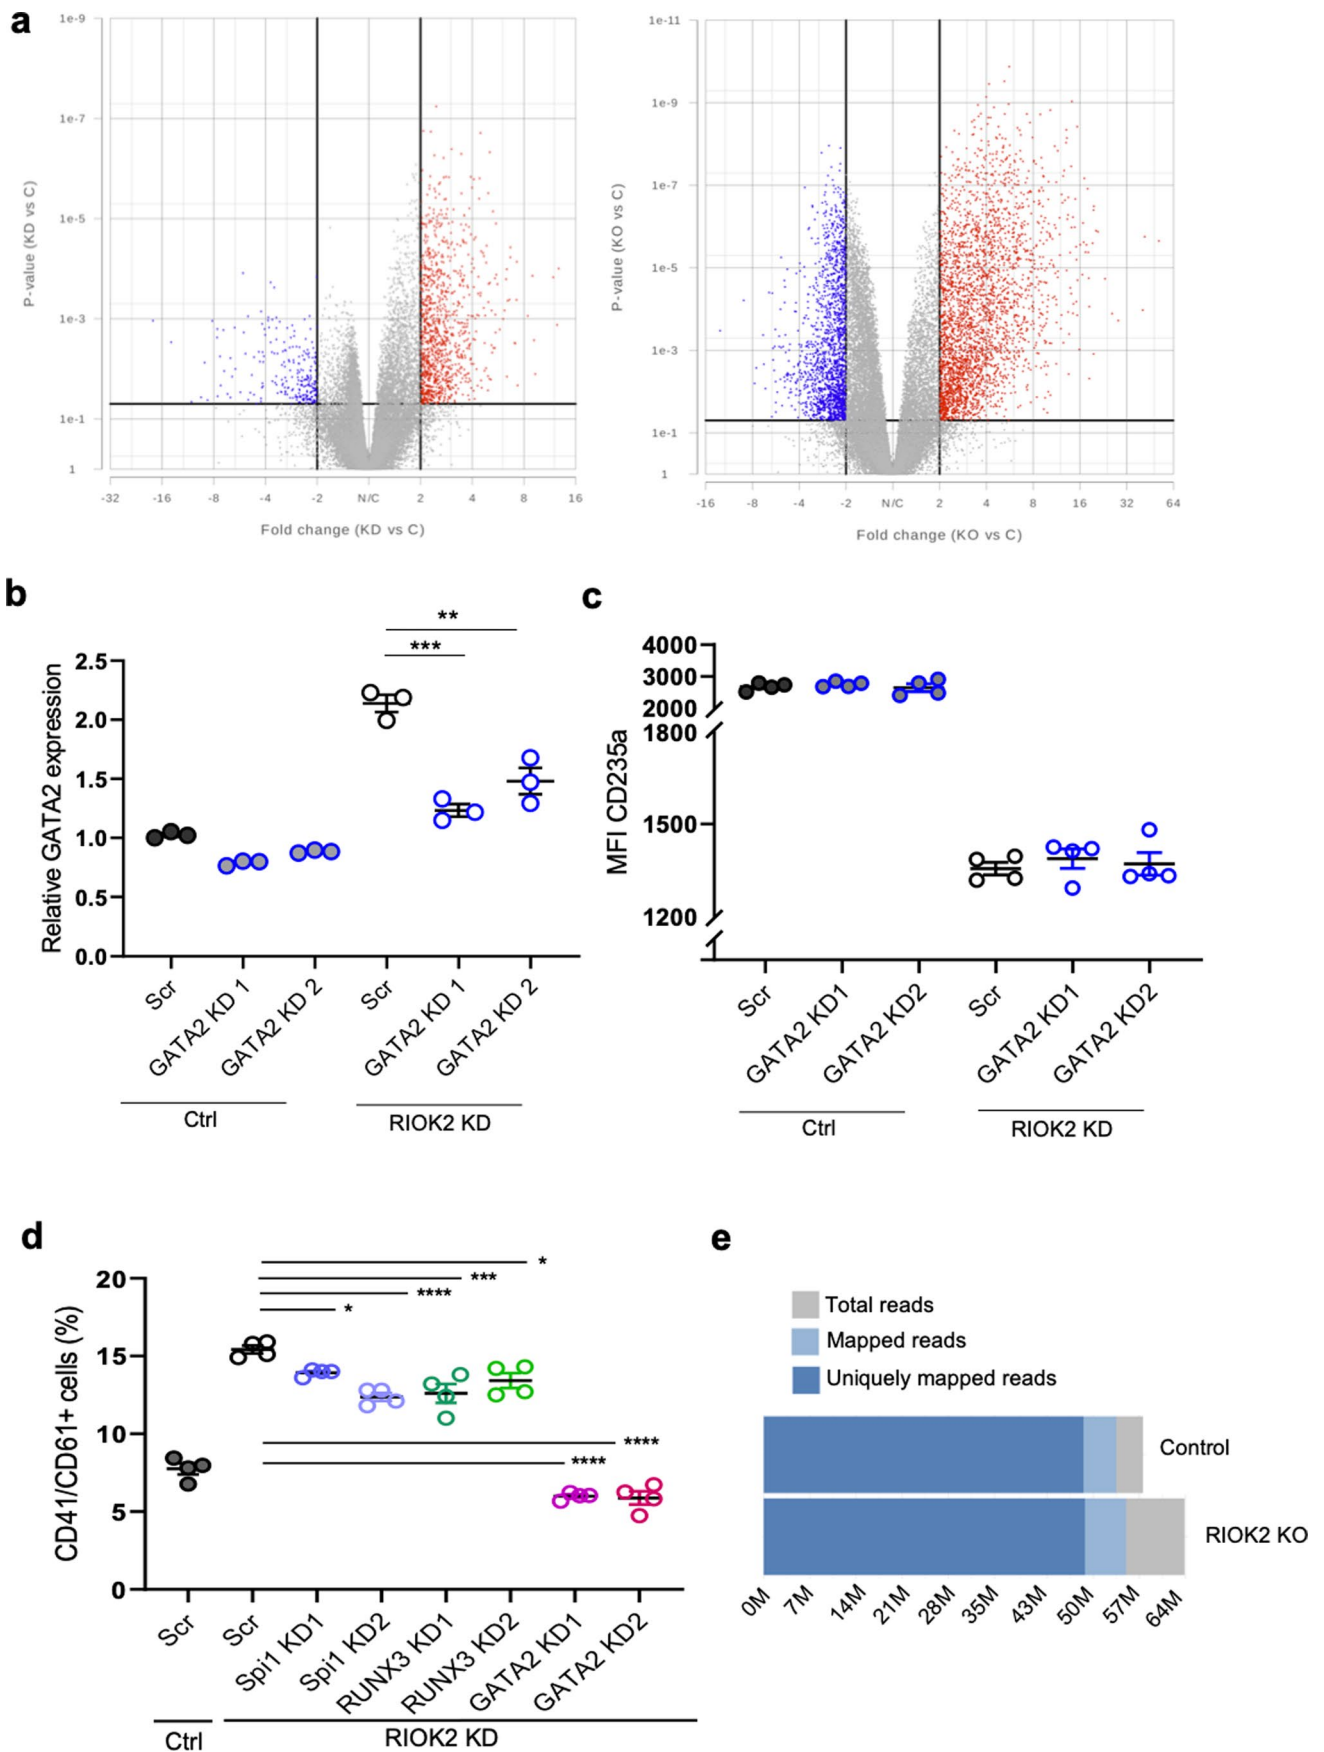 a
1e-9
1e-7
1e-5
1e-3
1e-1
1
P-value (KD vs C)
-32 -16 -8 -4 -2 N/C 2 4 8 16
Fold change (KD vs C)
1e-11
1e-9
1e-7
1e-5
1e-3
1e-1
1
P-value (KO vs C)
-16 -8 -4 -2 N/C 2 4 8 16 32 64
Fold change (KO vs C)
b
Relative GATA2 expression
2.5
2.0
1.5
1.0
0.5
0.0
**
***
Scr
GATA2 KD 1
GATA2 KD 2
Scr
GATA2 KD 1
GATA2 KD 2
Ctrl
RIOK2 KD
c
MFI CD235a
4000
3000
2000
1800
1500
1200
Scr
GATA2 KD1
GATA2 KD2
Scr
GATA2 KD1
GATA2 KD2
Ctrl
RIOK2 KD
d
CD41/CD61+ cells (%)
20
15
10
5
0
*
***
****
*
****
****
Scr
Scr
Spi1 KD1
Spi1 KD2
RUNX3 KD1
RUNX3 KD2
GATA2 KD1
GATA2 KD2
Ctrl
RIOK2 KD
e
Total reads
Mapped reads
Uniquely mapped reads
Control
RIOK2 KO
0M 7M 14M 21M 28M 35M 43M 50M 57M 64M